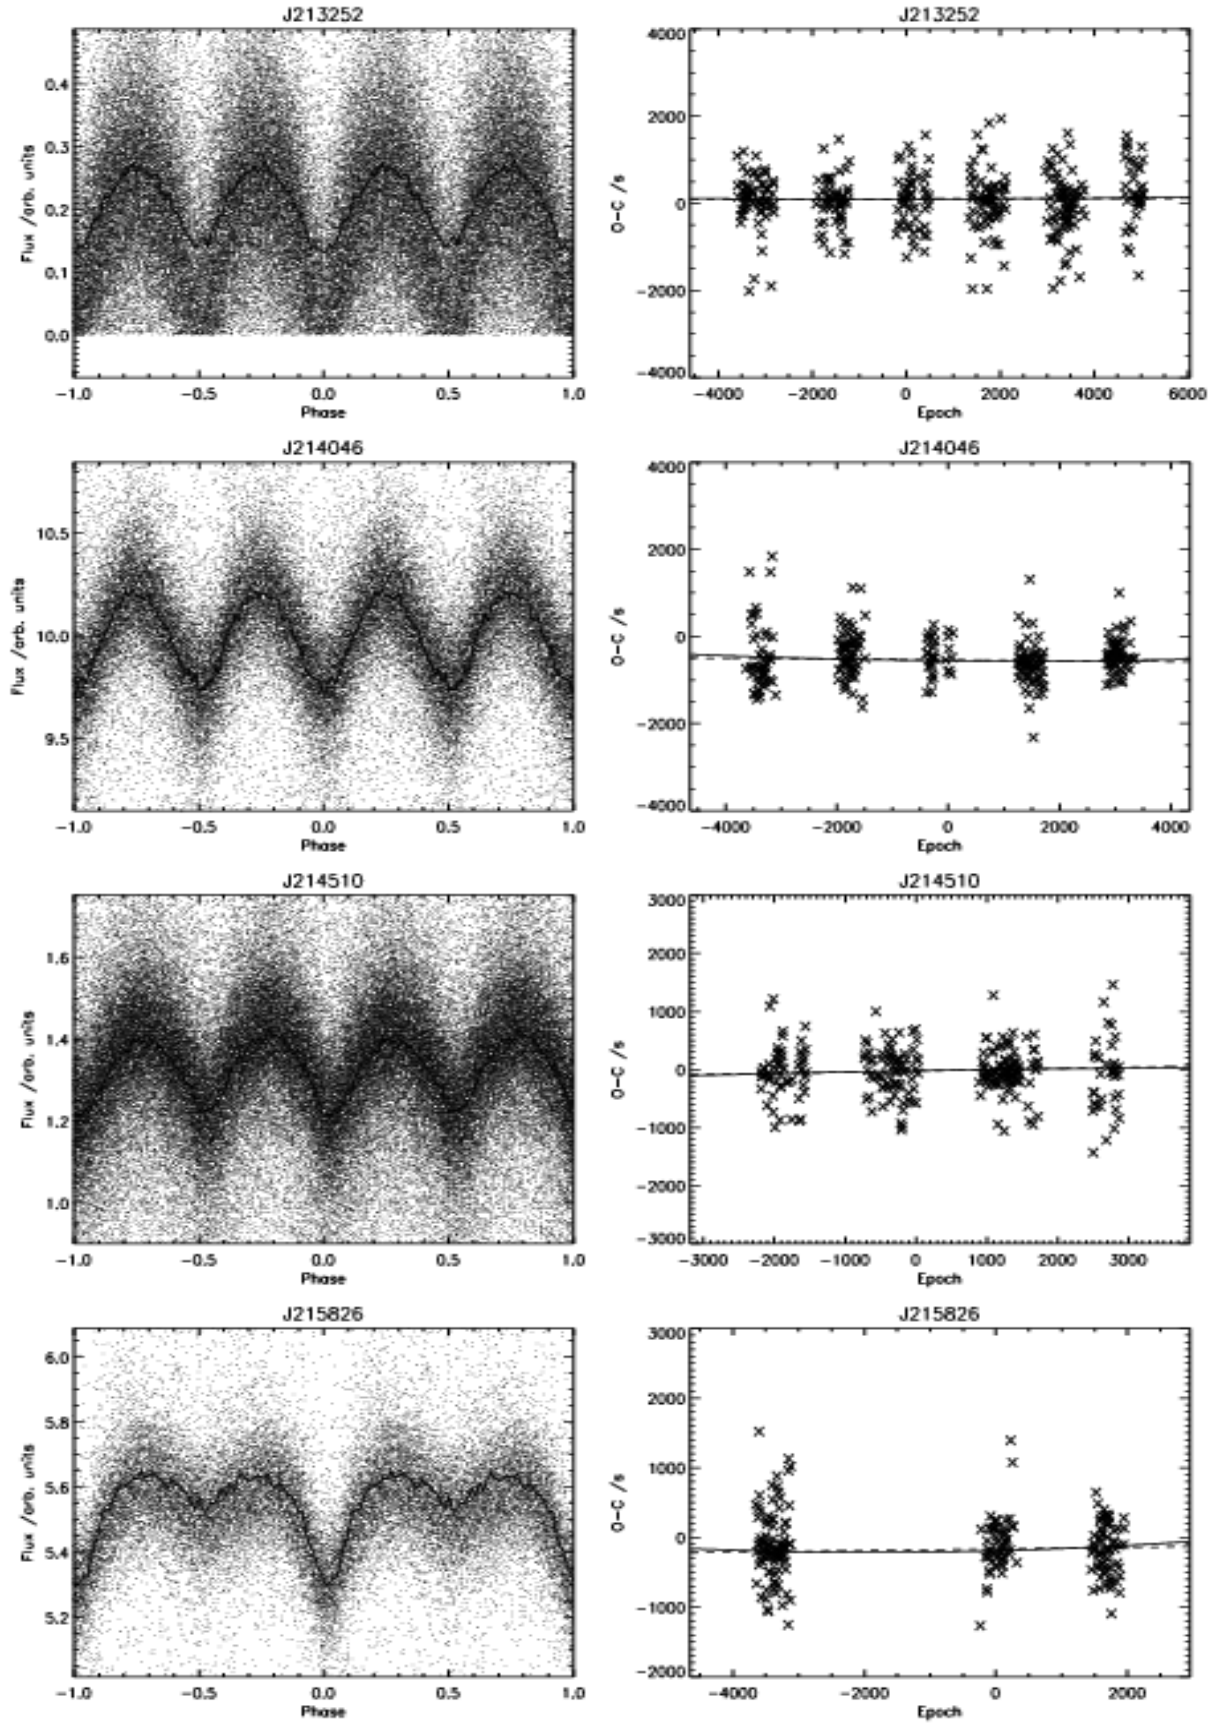 J213252
0.4
0.3
0.2
0.1
0.0
Flux /arb. units
-1.0 -0.5 0.0 0.5 1.0
Phase
J213252
4000
2000
0
-2000
-4000
O-C /s
-4000 -2000 0 2000 4000 6000
Epoch
J214046
10.5
10.0
9.5
Flux /arb. units
-1.0 -0.5 0.0 0.5 1.0
Phase
J214046
4000
2000
0
-2000
-4000
O-C /s
-4000 -2000 0 2000 4000
Epoch
J214510
1.6
1.4
1.2
1.0
Flux /arb. units
-1.0 -0.5 0.0 0.5 1.0
Phase
J214510
3000
2000
1000
0
-1000
-2000
-3000
O-C /s
-3000 -2000 -1000 0 1000 2000 3000
Epoch
J215826
6.0
5.8
5.6
5.4
5.2
Flux /arb. units
-1.0 -0.5 0.0 0.5 1.0
Phase
J215826
3000
2000
1000
0
-1000
-2000
O-C /s
-4000 -2000 0 2000
Epoch